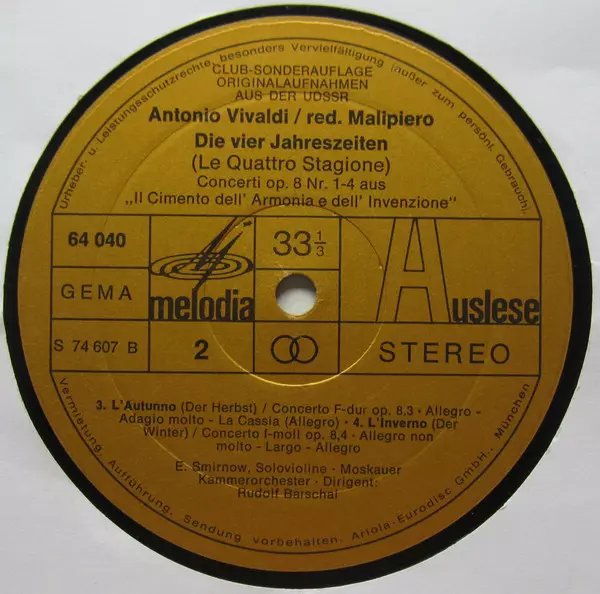 Urheber- u. Leistungsschutzrechte, besonders Vervielfältigung (außer zum persönl. Gebrauch),
CLUB-SONDERAUFLAGE
ORIGINALAUFNAHMEN
AUS DER UDSSR
Antonio Vivaldi / red. Malipiero
Die vier Jahreszeiten
(Le Quattro Stagione)
Concerti op. 8 Nr. 1-4 aus
„Il Cimento dell' Armonia e dell' Invenzione“
64 040
33 1/3
GEMA
melodia
Auslese
S 74 607 B
2
STEREO
3. L'Autunno (Der Herbst) / Concerto F-dur op. 8,3 · Allegro -
Adagio molto - La Cassia (Allegro) · 4. L'Inverno (Der
Winter) / Concerto f-moll op. 8,4 · Allegro non
molto - Largo - Allegro
E. Smirnow, Solovioline · Moskauer
Kammerorchester · Dirigent:
Rudolf Barschai
Vermietung, Aufführung, Sendung vorbehalten. Ariola-Eurodisc GmbH., München